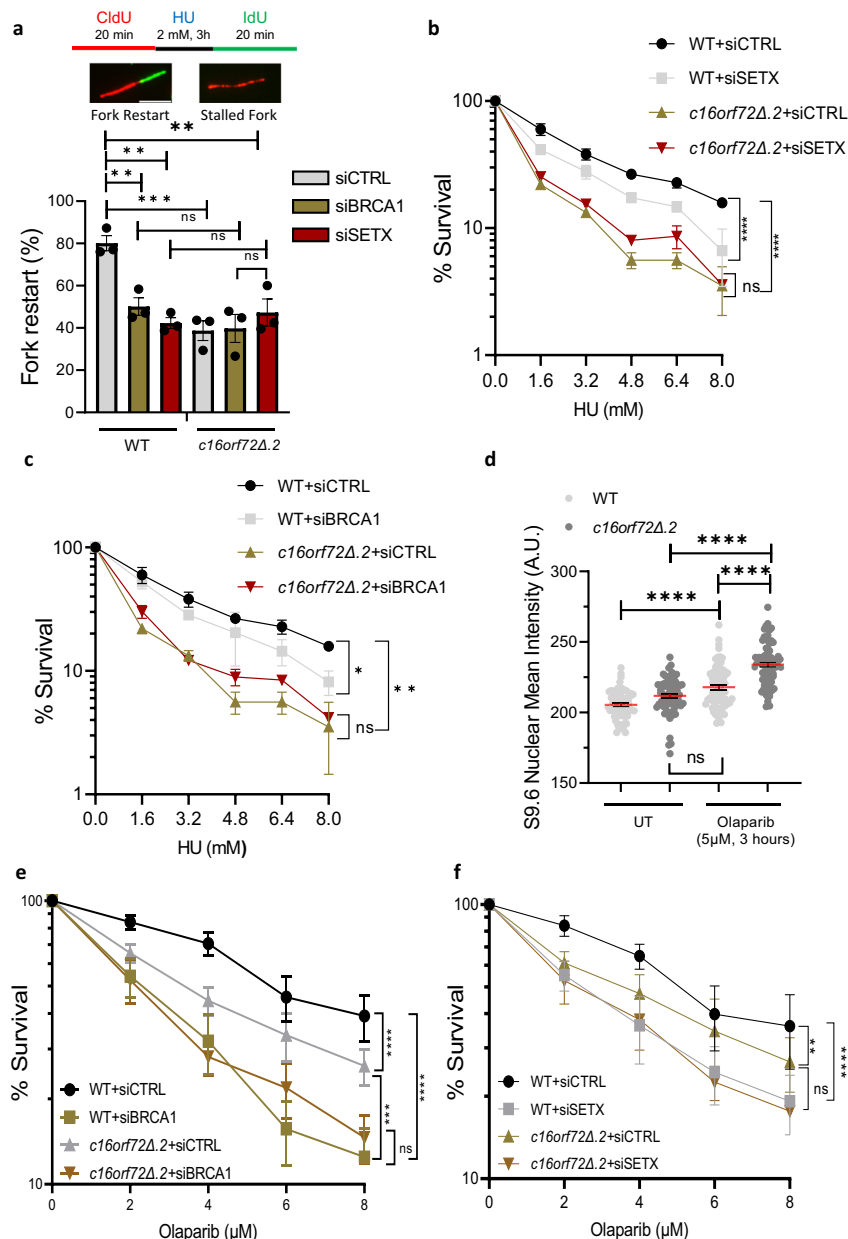 a
CldU HU IdU
20 min 2 mM, 3h 20 min
Fork Restart Stalled Fork
**
**
**
***
ns
ns
ns
siCTRL
siBRCA1
siSETX
Fork restart (%)
100
80
60
40
20
0
WT c16orf72Δ.2
b
WT+siCTRL
WT+siSETX
c16orf72Δ.2+siCTRL
c16orf72Δ.2+siSETX
% Survival
100
10
1
****
****
ns
0.0 1.6 3.2 4.8 6.4 8.0
HU (mM)
c
WT+siCTRL
WT+siBRCA1
c16orf72Δ.2+siCTRL
c16orf72Δ.2+siBRCA1
% Survival
100
10
1
*
**
ns
0.0 1.6 3.2 4.8 6.4 8.0
HU (mM)
d
WT
c16orf72Δ.2
S9.6 Nuclear Mean Intensity (A.U.)
****
****
****
ns
300
250
200
150
UT Olaparib
(5μM, 3 hours)
e
% Survival
100
10
WT+siCTRL
WT+siBRCA1
c16orf72Δ.2+siCTRL
c16orf72Δ.2+siBRCA1
****
****
***
ns
0 2 4 6 8
Olaparib (μM)
f
% Survival
100
10
WT+siCTRL
WT+siSETX
c16orf72Δ.2+siCTRL
c16orf72Δ.2+siSETX
**
****
ns
0 2 4 6 8
Olaparib (μM)